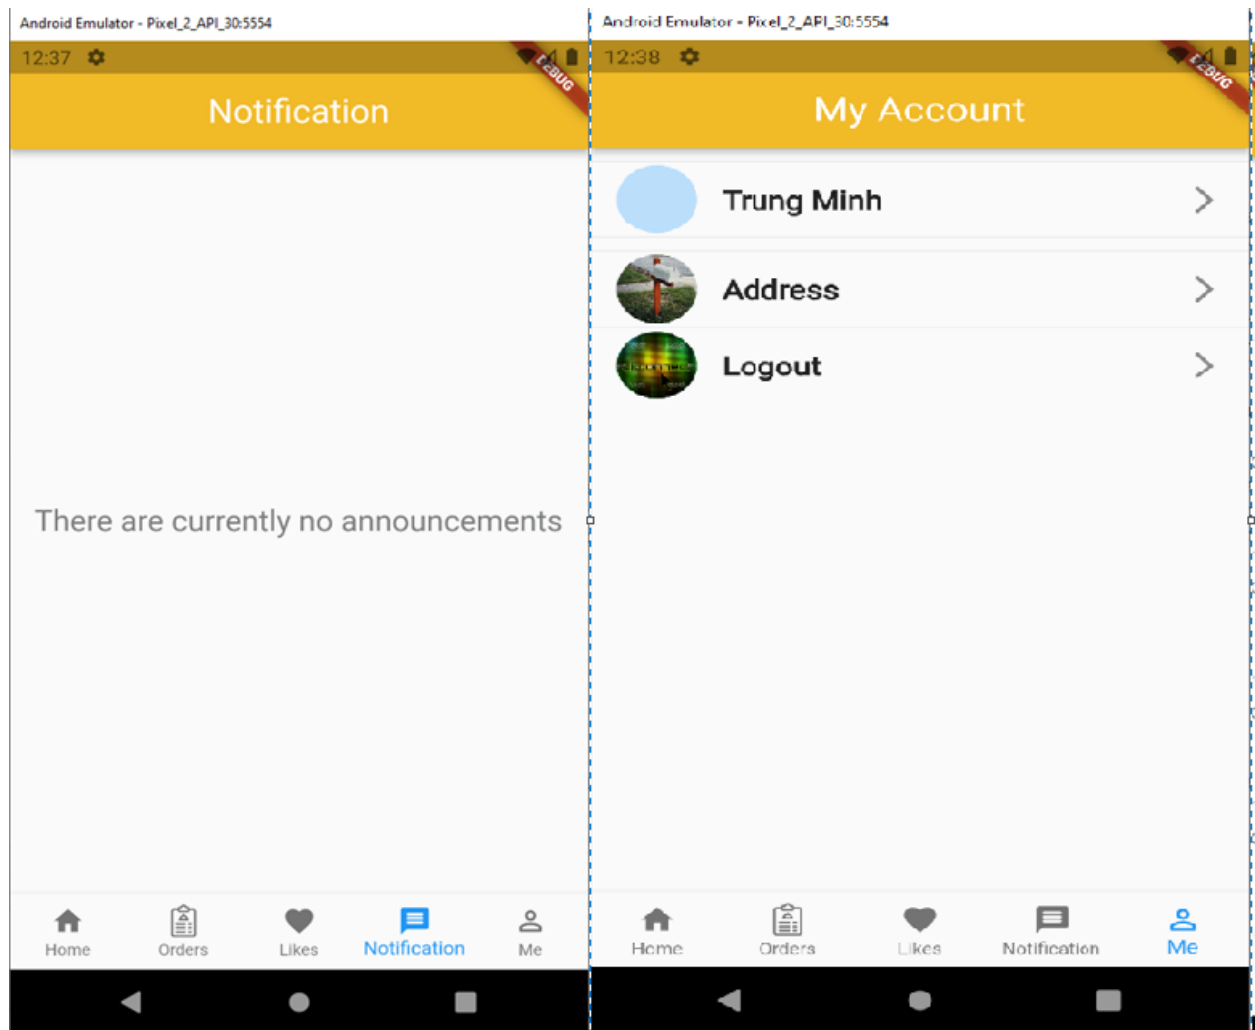 Android Emulator - Pixel_2_API_30:5554
12:37
DEBUG
Notification
There are currently no announcements
Home
Orders
Likes
Notification
Me
Android Emulator - Pixel_2_API_30:5554
12:38
DEBUG
My Account
Trung Minh
Address
Logout
Home
Orders
Likes
Notification
Me